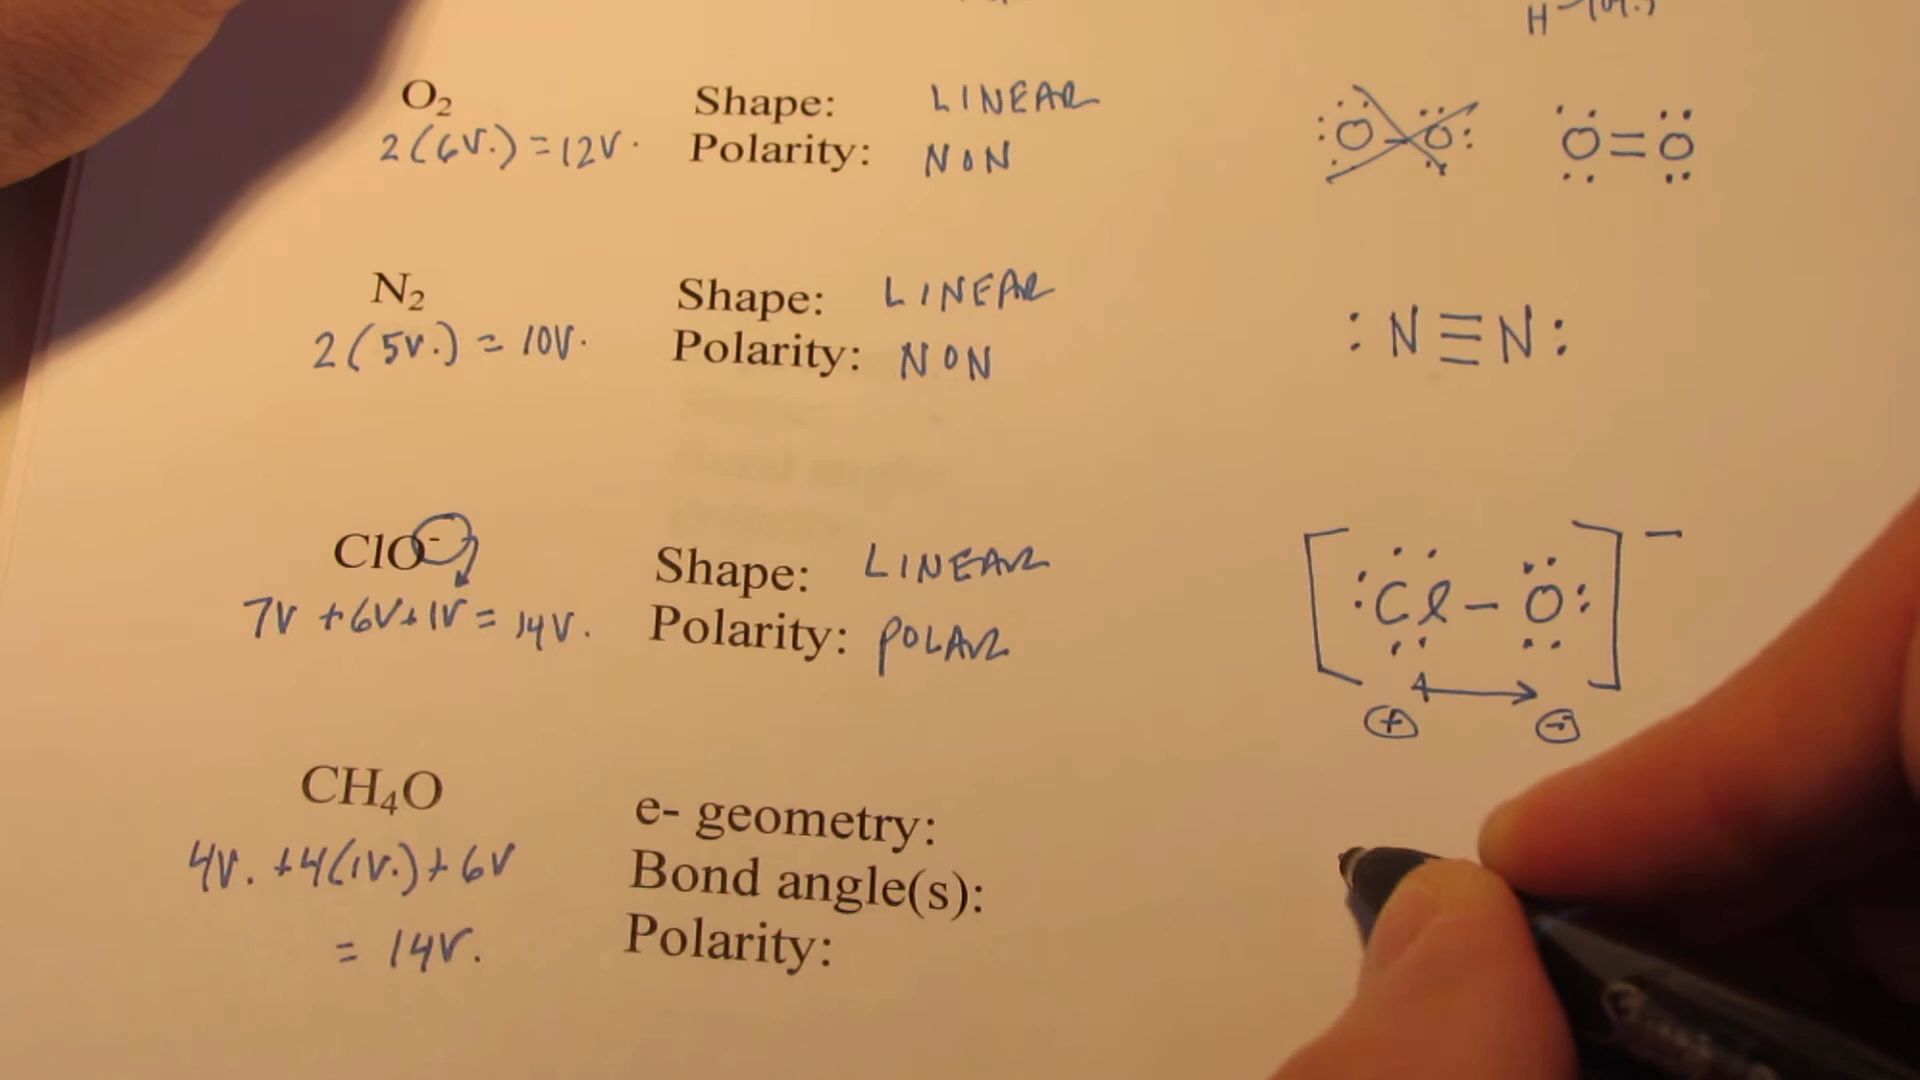 O₂ Shape: LINEAR
2(6V.) = 12V. Polarity: NON
:O-O: O=O
N₂ Shape: LINEAR
2(5V.) = 10V. Polarity: NON
:N≡N:
ClO⁻ Shape: LINEAR
7V + 6V + 1V = 14V. Polarity: POLAR
[:Cl-O:]⁻
+ -
CH₄O e- geometry:
4V. + 4(1V.) + 6V Bond angle(s):
= 14V. Polarity: